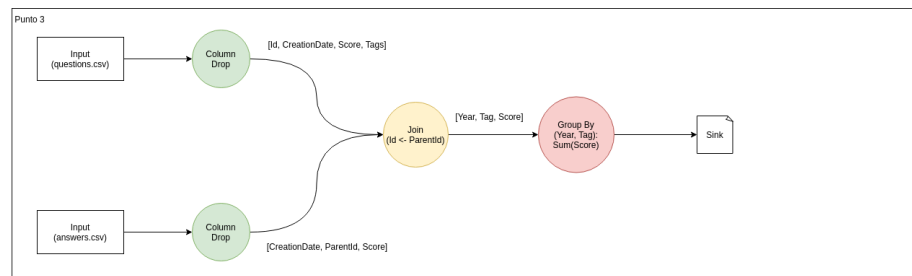 Punto 3
Input
(questions.csv)
Column
Drop
[Id, CreationDate, Score, Tags]
Join
(Id <- ParentId)
[Year, Tag, Score]
Group By
(Year, Tag):
Sum(Score)
Sink
Input
(answers.csv)
Column
Drop
[CreationDate, ParentId, Score]